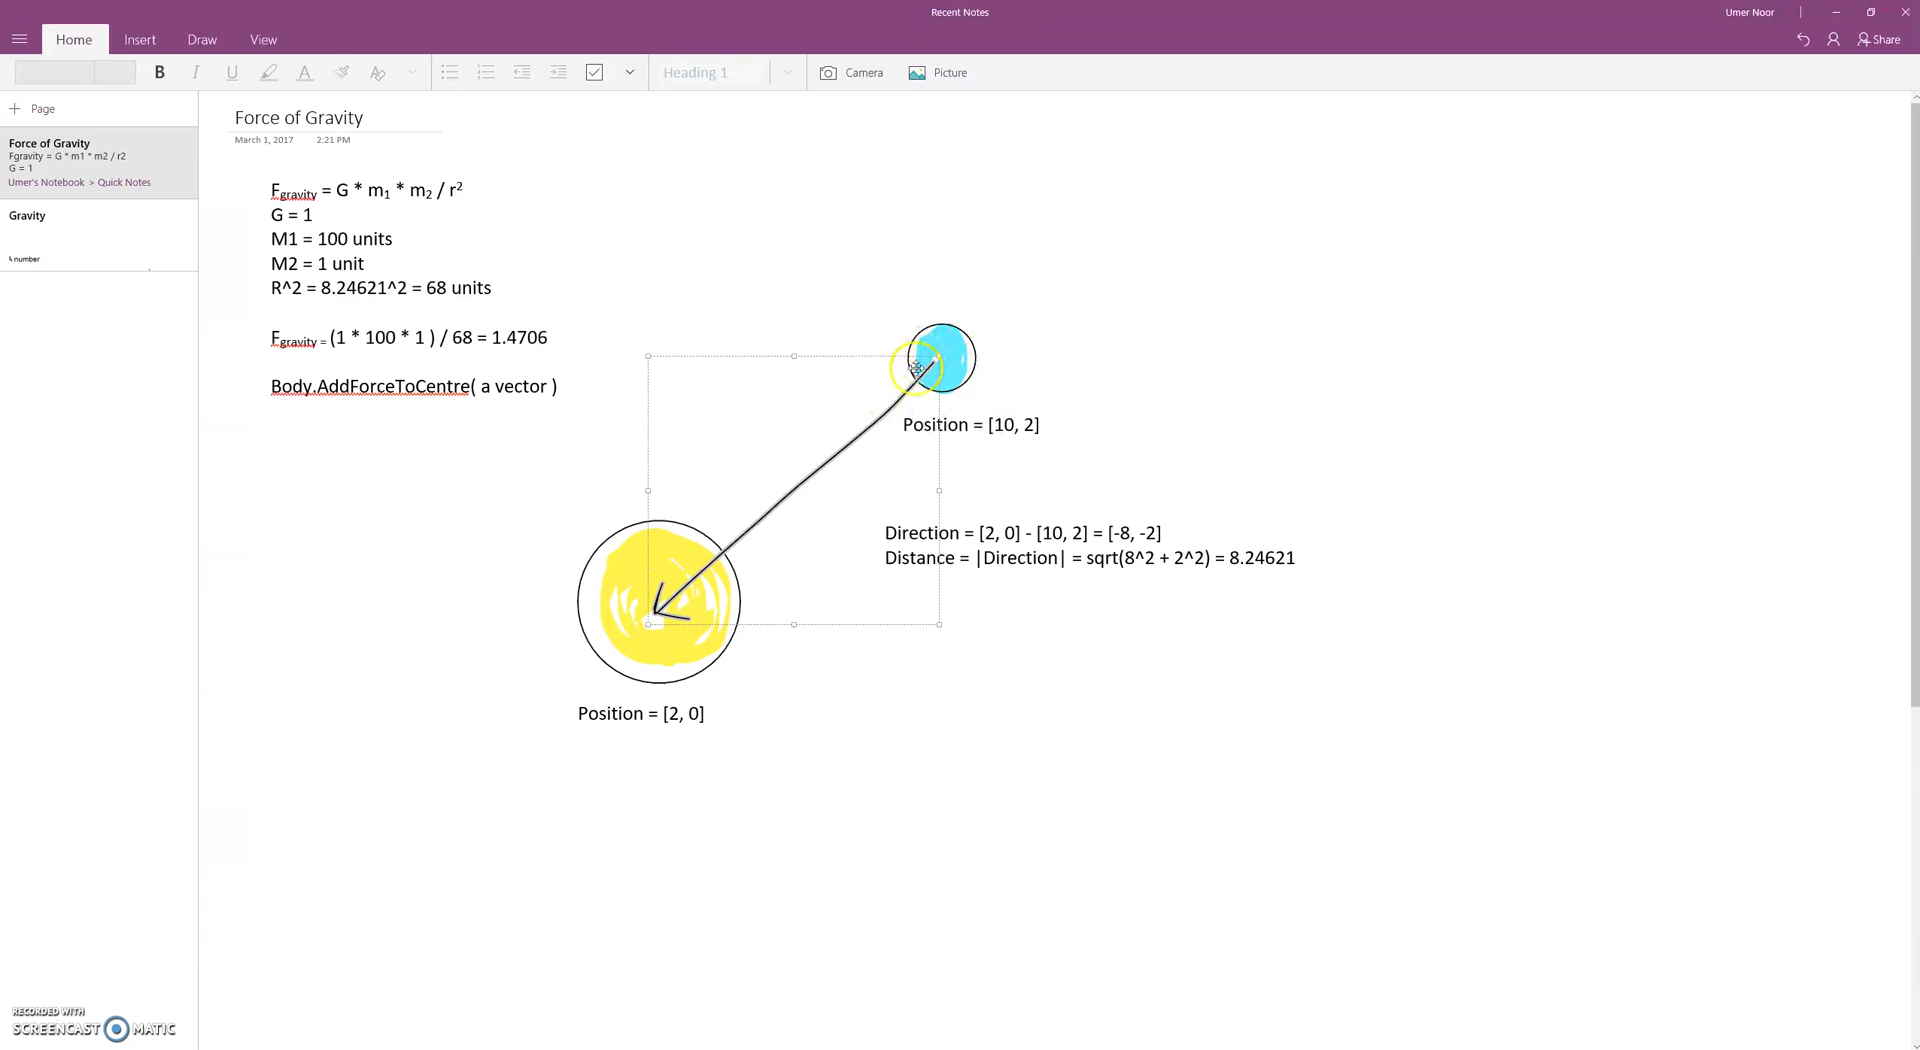 Recent Notes
Umer Noor
Home Insert Draw View
Share
B I U A Heading 1 Camera Picture
Page
Force of Gravity
Fgravity = G * m1 * m2 / r2
G = 1
Umer's Notebook > Quick Notes
Gravity
A number
Force of Gravity
March 1, 2017 2:21 PM
Fgravity = G * m₁ * m₂ / r²
G = 1
M1 = 100 units
M2 = 1 unit
R^2 = 8.24621^2 = 68 units
Fgravity = (1 * 100 * 1 ) / 68 = 1.4706
Body.AddForceToCentre( a vector )
Position = [10, 2]
Direction = [2, 0] - [10, 2] = [-8, -2]
Distance = |Direction| = sqrt(8^2 + 2^2) = 8.24621
Position = [2, 0]
RECORDED WITH
SCREENCAST MATIC